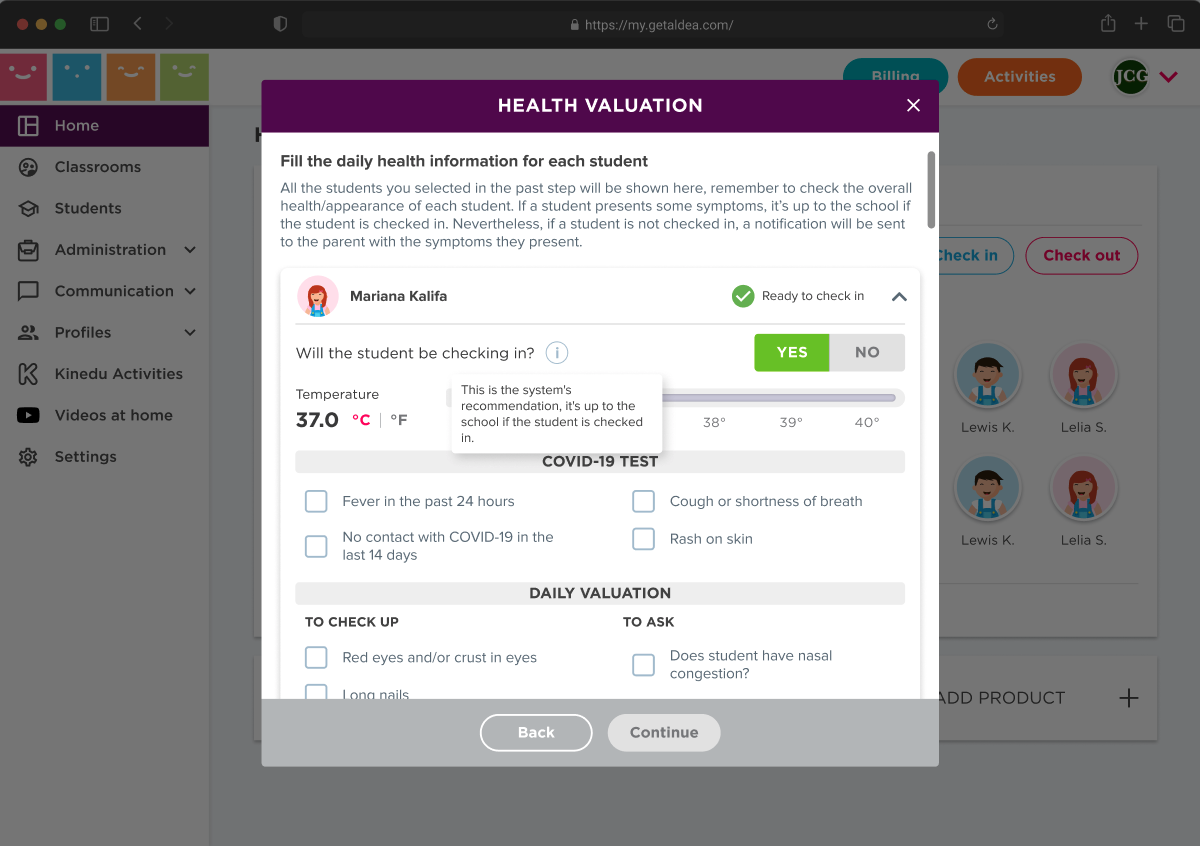 https://my.getaldea.com/
Billing
Activities
JCG
Home
Classrooms
Students
Administration
Communication
Profiles
Kinedu Activities
Videos at home
Settings
HEALTH VALUATION
Fill the daily health information for each student
All the students you selected in the past step will be shown here, remember to check the overall
health/appearance of each student. If a student presents some symptoms, it's up to the school if
the student is checked in. Nevertheless, if a student is not checked in, a notification will be sent
to the parent with the symptoms they present.
Mariana Kalifa
Ready to check in
Will the student be checking in?
YES
NO
Temperature
37.0 °C | °F
This is the system's
recommendation, it's up to the
school if the student is checked
in.
38°
39°
40°
COVID-19 TEST
Fever in the past 24 hours
Cough or shortness of breath
No contact with COVID-19 in the
last 14 days
Rash on skin
DAILY VALUATION
TO CHECK UP
TO ASK
Red eyes and/or crust in eyes
Does student have nasal
congestion?
Long nails
Back
Continue
Check in
Check out
Lewis K.
Lelia S.
Lewis K.
Lelia S.
ADD PRODUCT